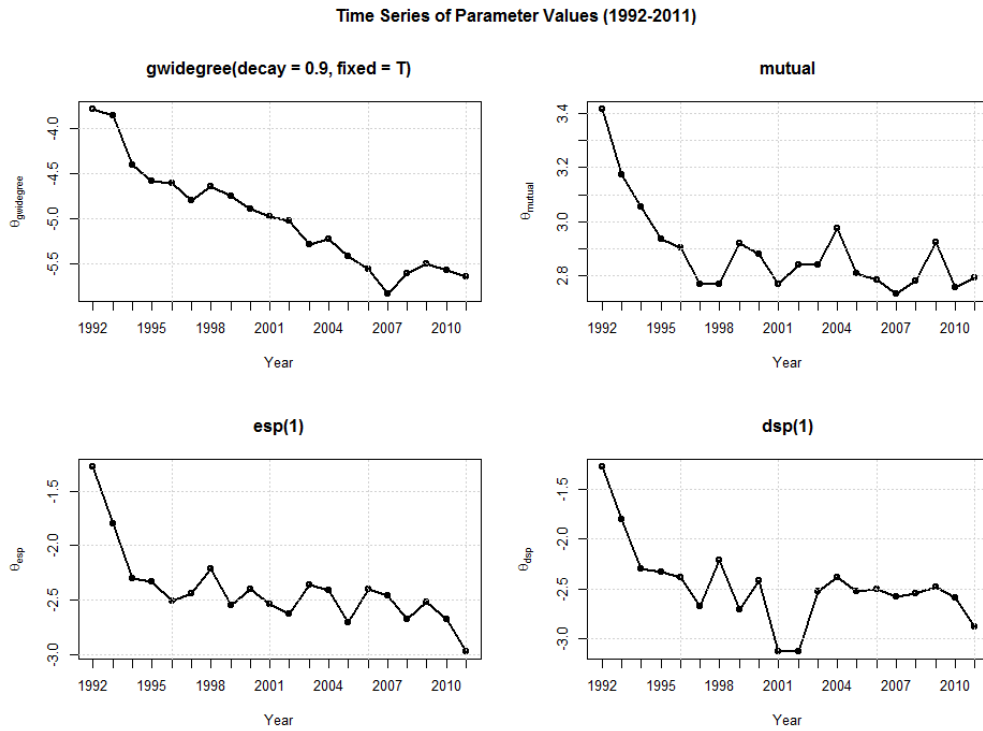 Time Series of Parameter Values (1992-2011)
gwidegree(decay = 0.9, fixed = T)
θgwidegree
-4.0
-4.5
-5.0
-5.5
1992 1995 1998 2001 2004 2007 2010
Year
mutual
θmutual
3.4
3.2
3.0
2.8
1992 1995 1998 2001 2004 2007 2010
Year
esp(1)
θesp
-1.5
-2.0
-2.5
-3.0
1992 1995 1998 2001 2004 2007 2010
Year
dsp(1)
θdsp
-1.5
-2.0
-2.5
-3.0
1992 1995 1998 2001 2004 2007 2010
Year